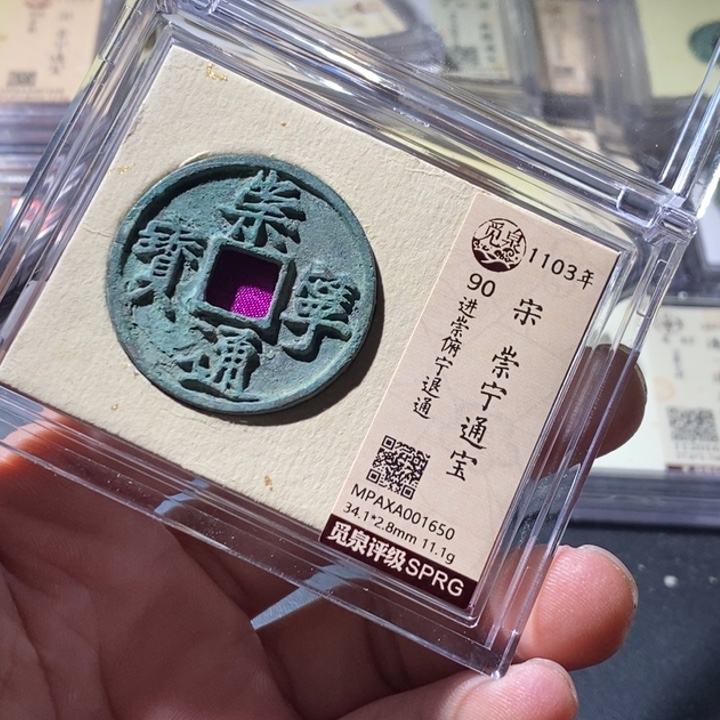 崇寧通寶
觅泉
1103年
90
宋 崇宁通宝
进崇俯宁退通
MPAXA001650
34.1*2.8mm 11.1g
觅泉评级SPRG